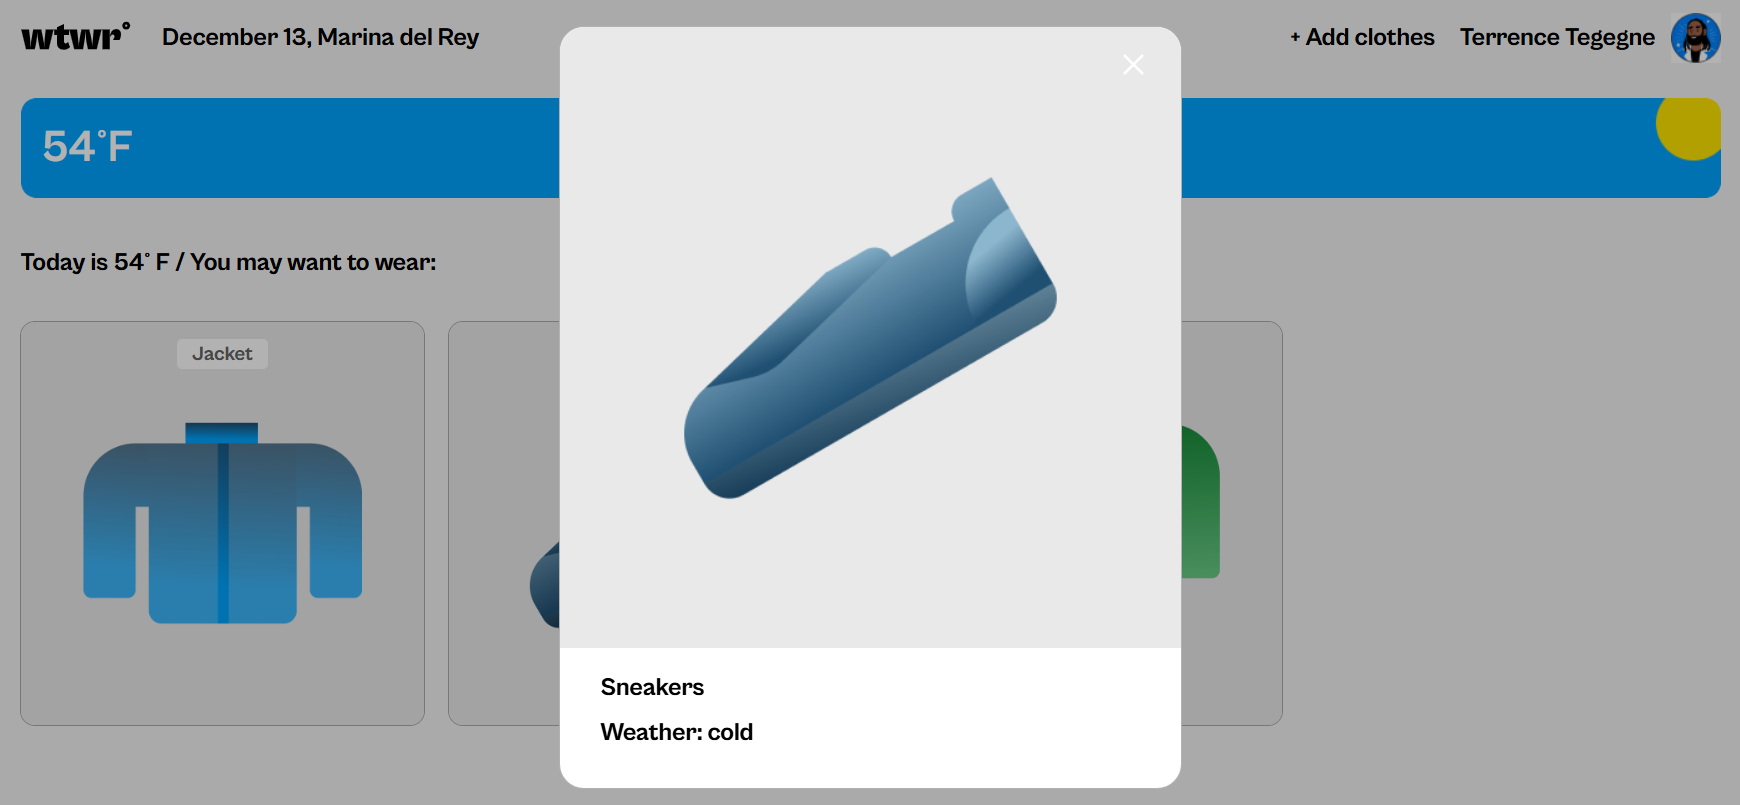 wtwr°
December 13, Marina del Rey
+ Add clothes
Terrence Tegegne
54°F
Today is 54° F / You may want to wear:
Jacket
Sneakers
Weather: cold